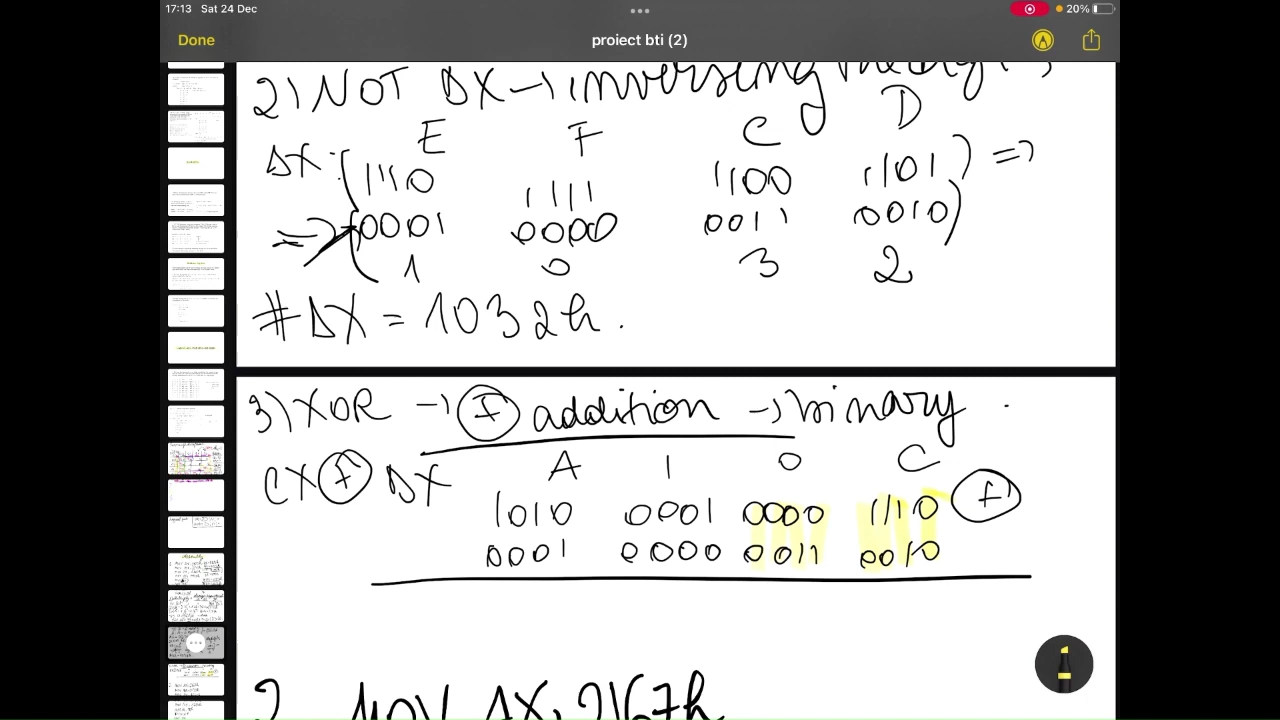 17:13 Sat 24 Dec
20%
Done
proiect bti (2)
2) NOT DX → inversing the digits
E F C D
DX: (1110 1111 1100 1101) =>
=> (0001 0000 0011 0010)
1 0 3 2
# DX = 1032h.
3) XOR → (+) addition → binary.
CX (+) DX A 1 0 C
1010 0001 0000 1110 (+)
0001 0000 0011 0010
2. MOV AX, 2167h